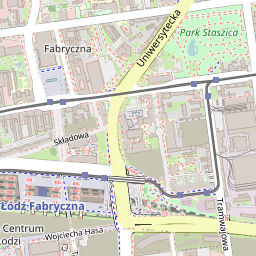 Fabryczna
Uniwersytecka
Park Staszica
Składowa
Łódź Fabryczna
Centrum
Łodzi
Wojciecha Hasa
Tramwajowa